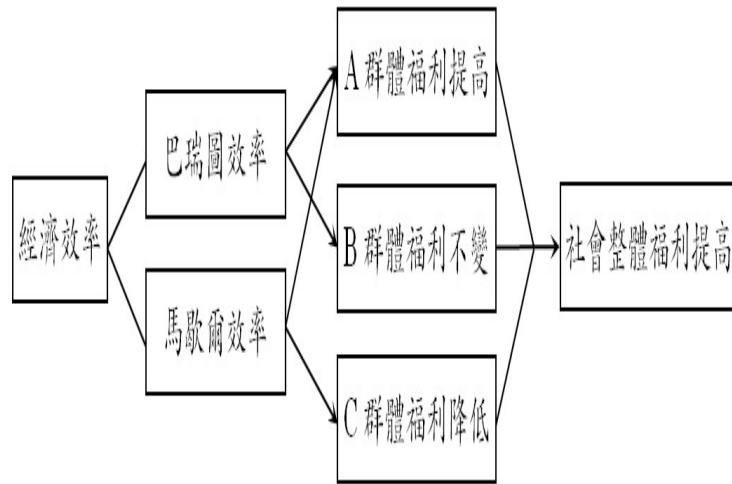 經濟效率
巴瑞圖效率
馬歇爾效率
A 群體福利提高
B 群體福利不變
C 群體福利降低
社會整體福利提高